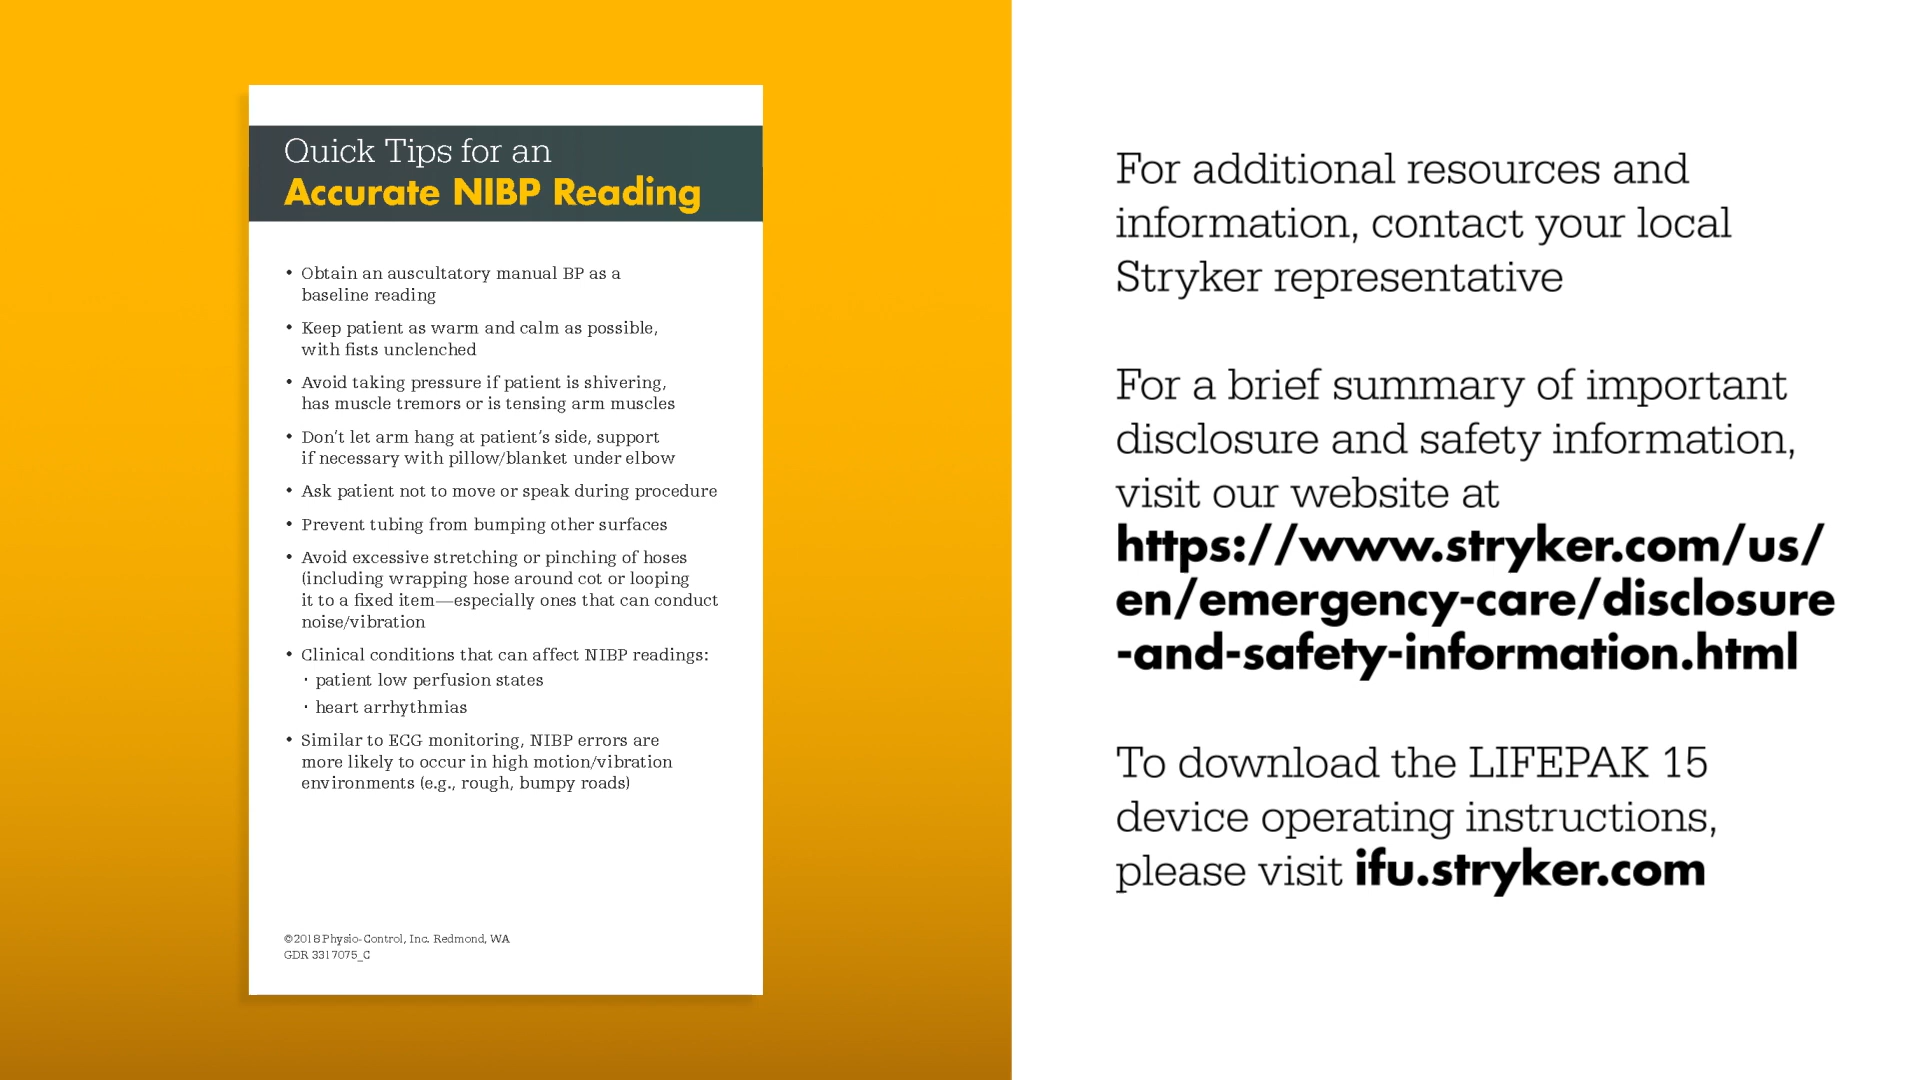 Quick Tips for an
Accurate NIBP Reading
• Obtain an auscultatory manual BP as a
baseline reading
• Keep patient as warm and calm as possible,
with fists unclenched
• Avoid taking pressure if patient is shivering,
has muscle tremors or is tensing arm muscles
• Don't let arm hang at patient's side, support
if necessary with pillow/blanket under elbow
• Ask patient not to move or speak during procedure
• Prevent tubing from bumping other surfaces
• Avoid excessive stretching or pinching of hoses
(including wrapping hose around cot or looping
it to a fixed item—especially ones that can conduct
noise/vibration
• Clinical conditions that can affect NIBP readings:
· patient low perfusion states
· heart arrhythmias
• Similar to ECG monitoring, NIBP errors are
more likely to occur in high motion/vibration
environments (e.g., rough, bumpy roads)
©2018 Physio-Control, Inc. Redmond, WA
GDR 3317075_C
For additional resources and
information, contact your local
Stryker representative
For a brief summary of important
disclosure and safety information,
visit our website at
https://www.stryker.com/us/
en/emergency-care/disclosure
-and-safety-information.html
To download the LIFEPAK 15
device operating instructions,
please visit ifu.stryker.com